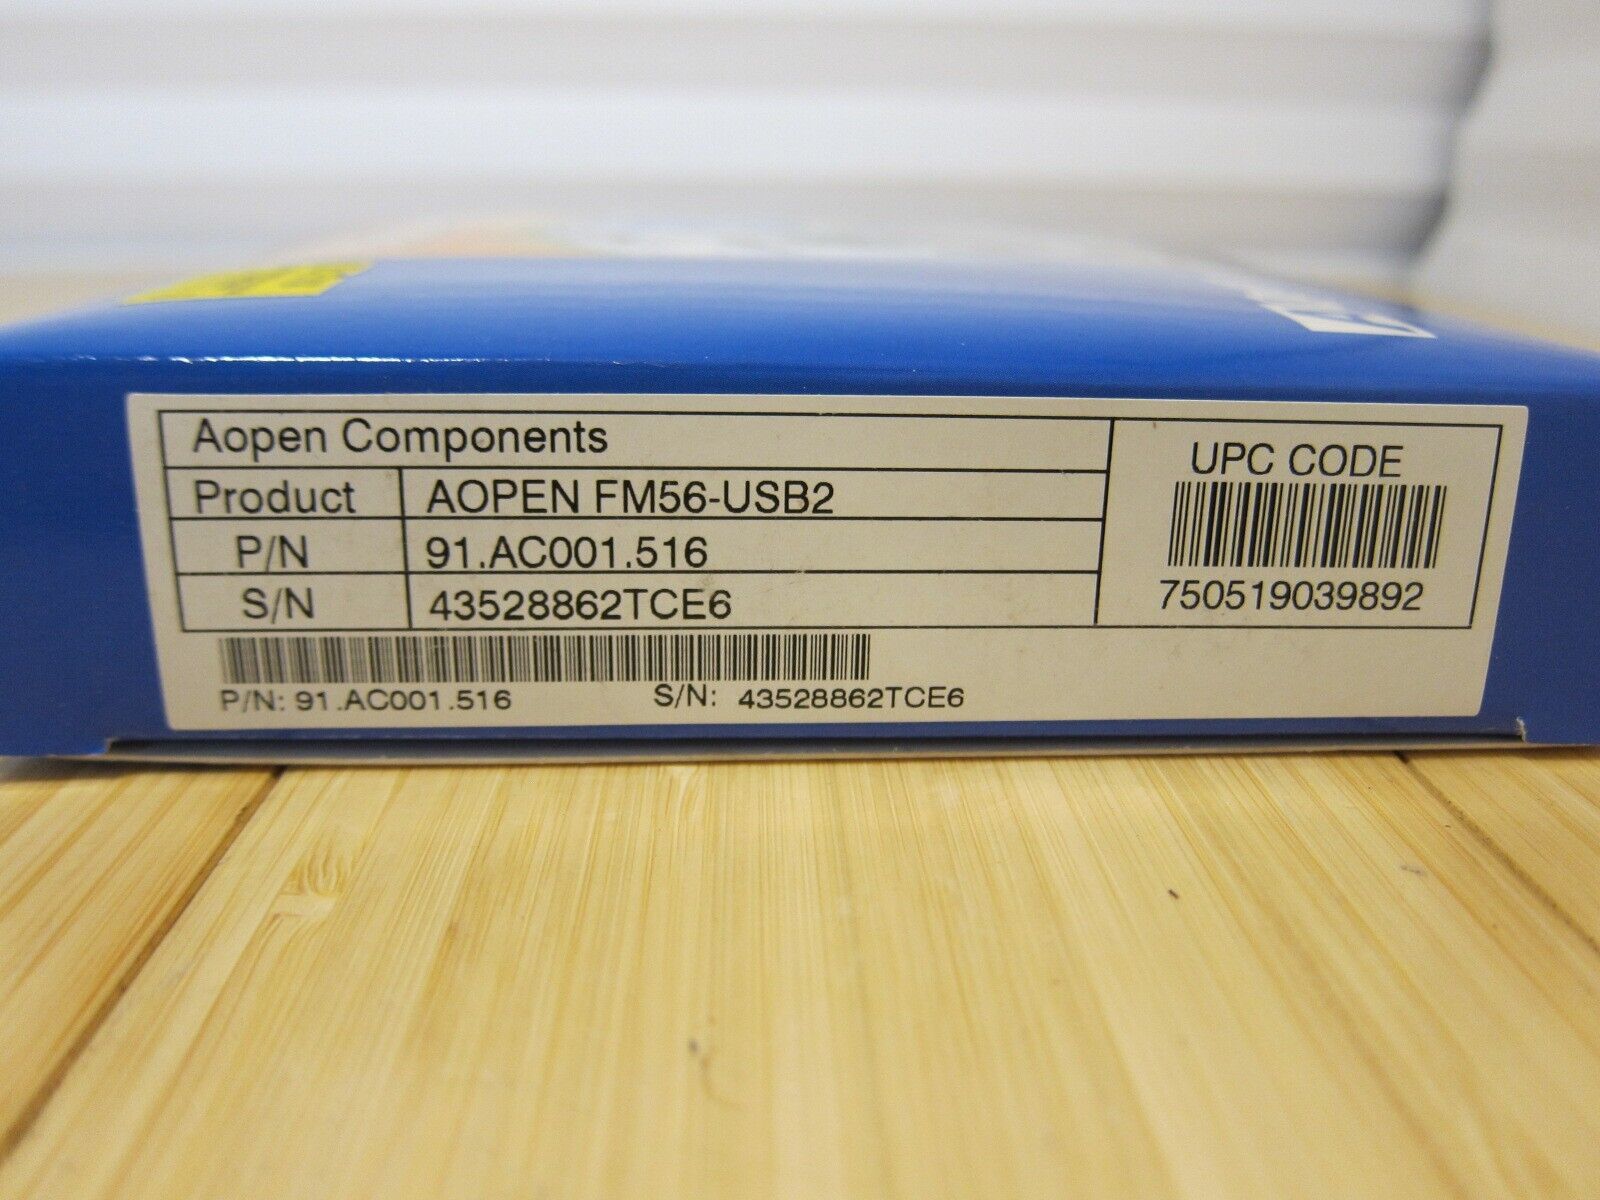 Aopen Components
Product AOPEN FM56-USB2
P/N 91.AC001.516
S/N 43528862TCE6
UPC CODE
750519039892
P/N: 91.AC001.516 S/N: 43528862TCE6